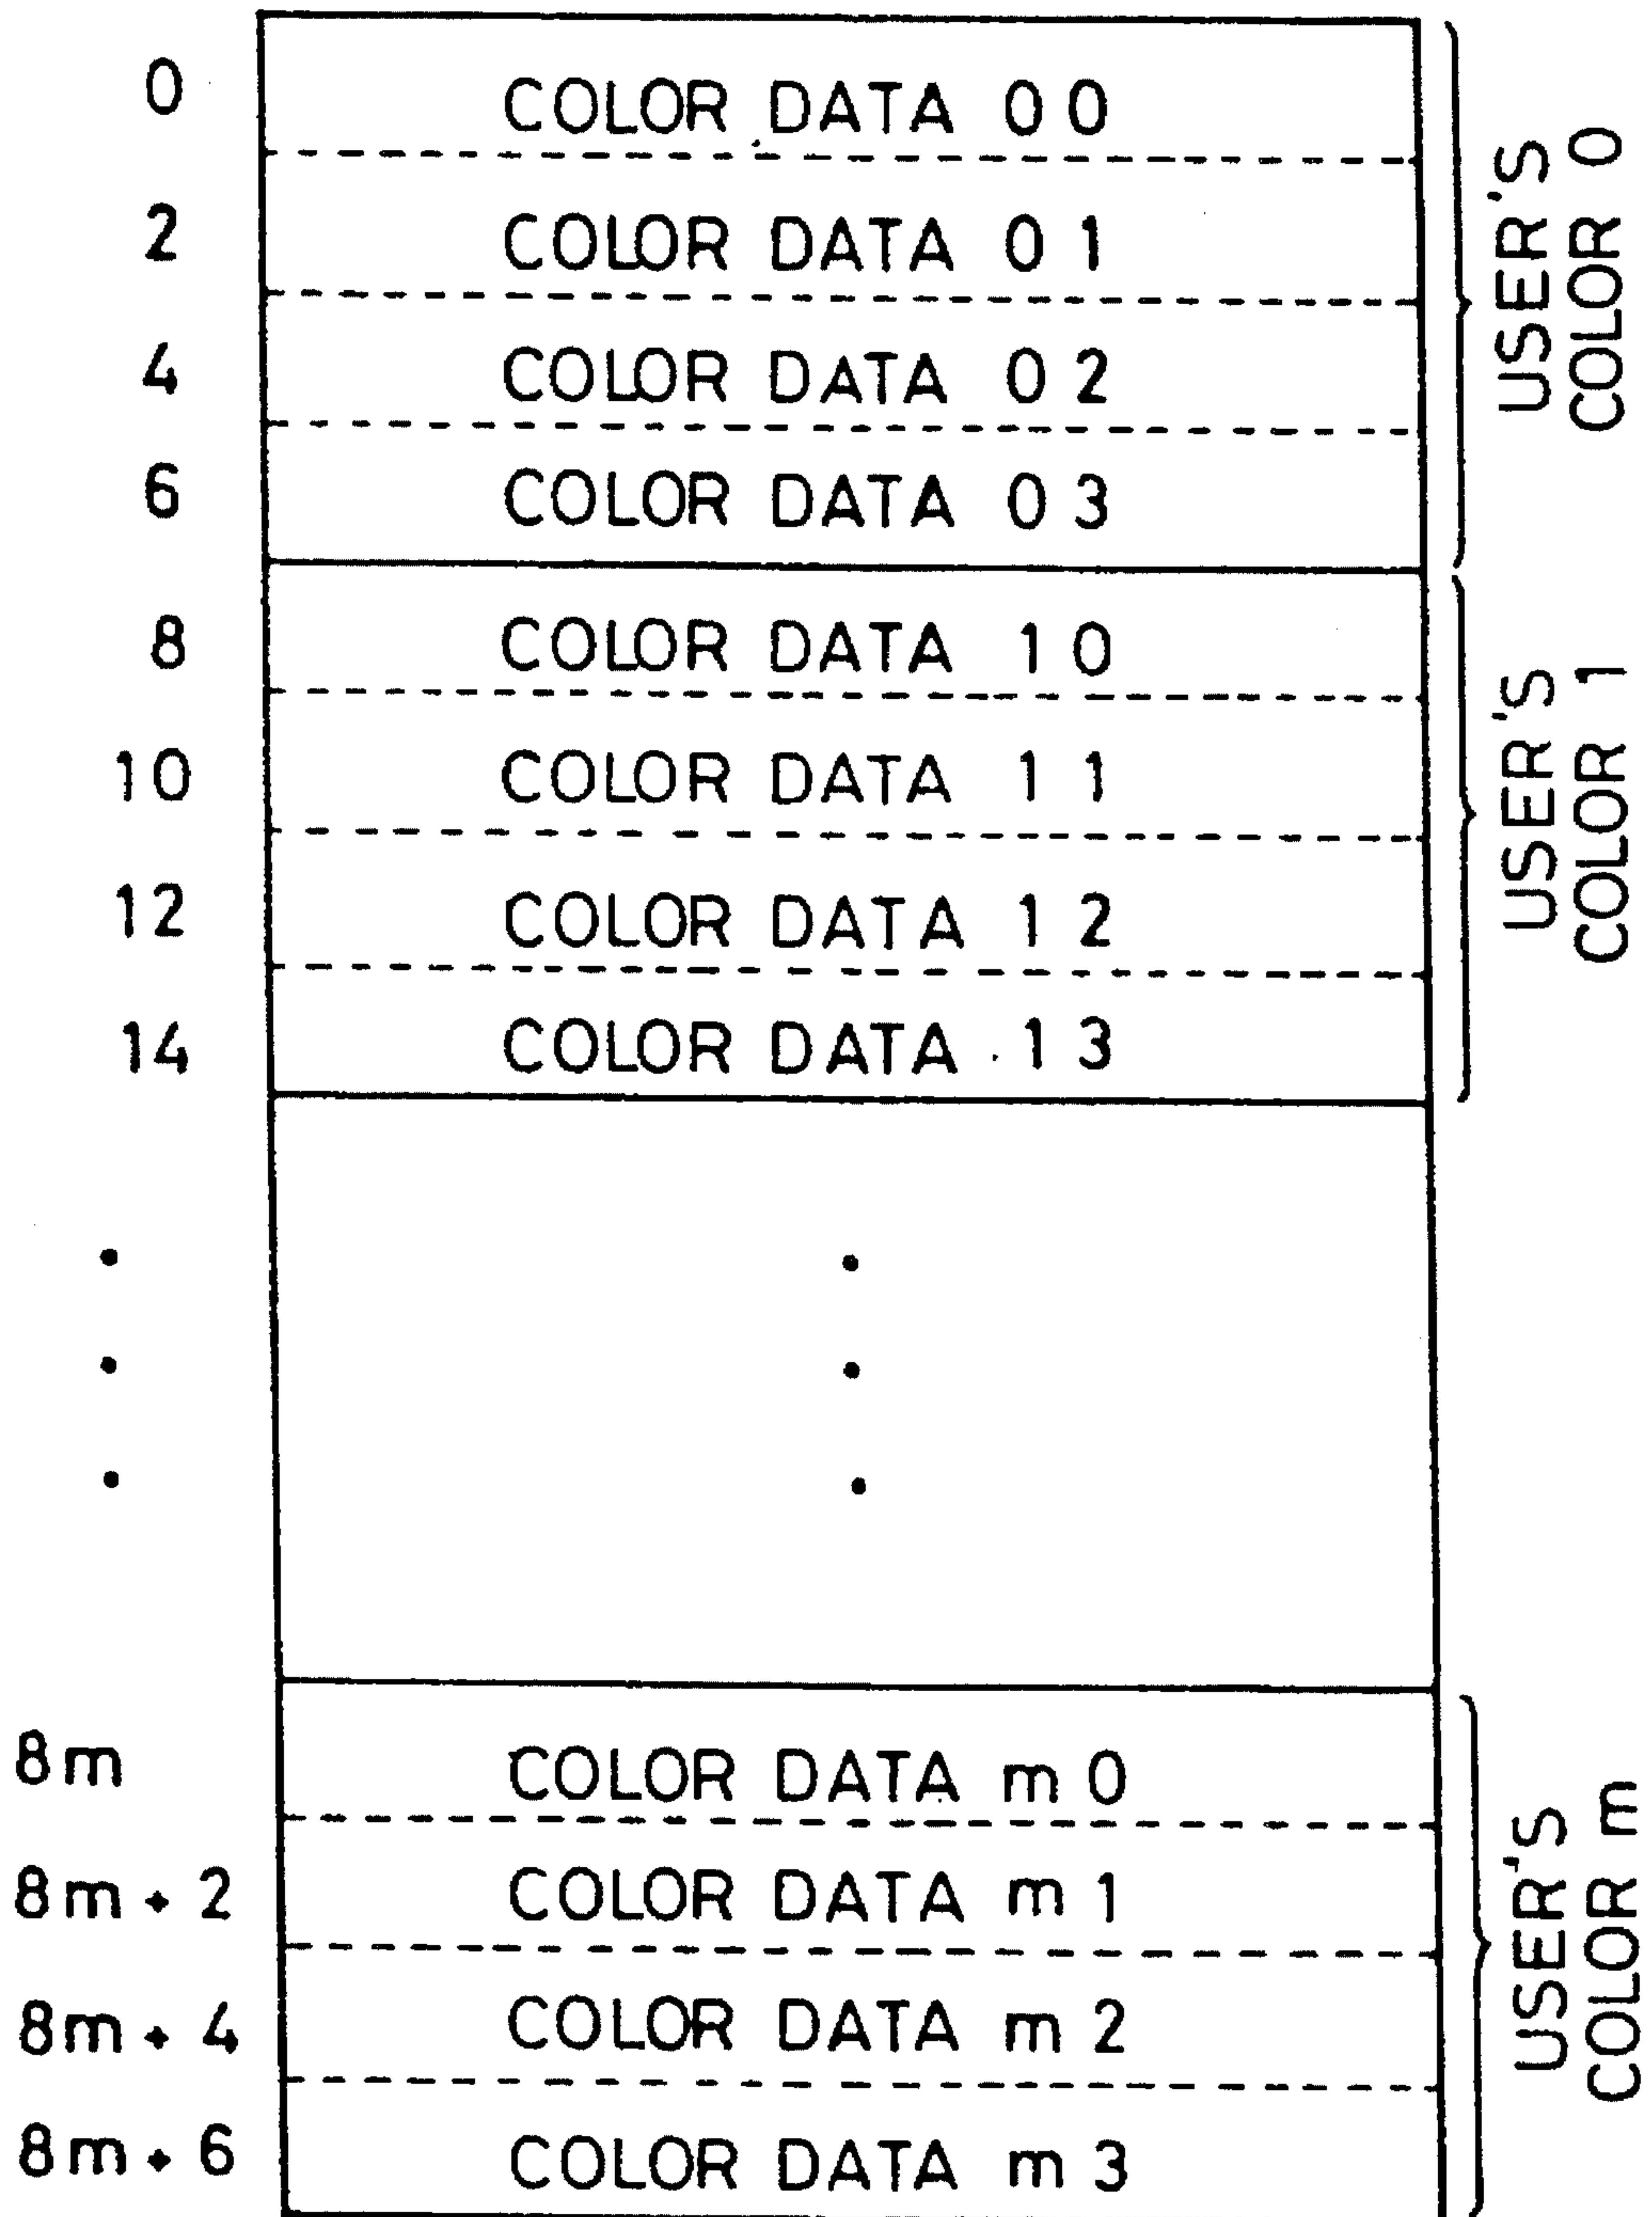 0 COLOR DATA 0 0
2 COLOR DATA 0 1
4 COLOR DATA 0 2
6 COLOR DATA 0 3
USER'S
COLOR 0
8 COLOR DATA 1 0
10 COLOR DATA 1 1
12 COLOR DATA 1 2
14 COLOR DATA 1 3
USER'S
COLOR 1
8m COLOR DATA m 0
8m + 2 COLOR DATA m 1
8m + 4 COLOR DATA m 2
8m + 6 COLOR DATA m 3
USER'S
COLOR m